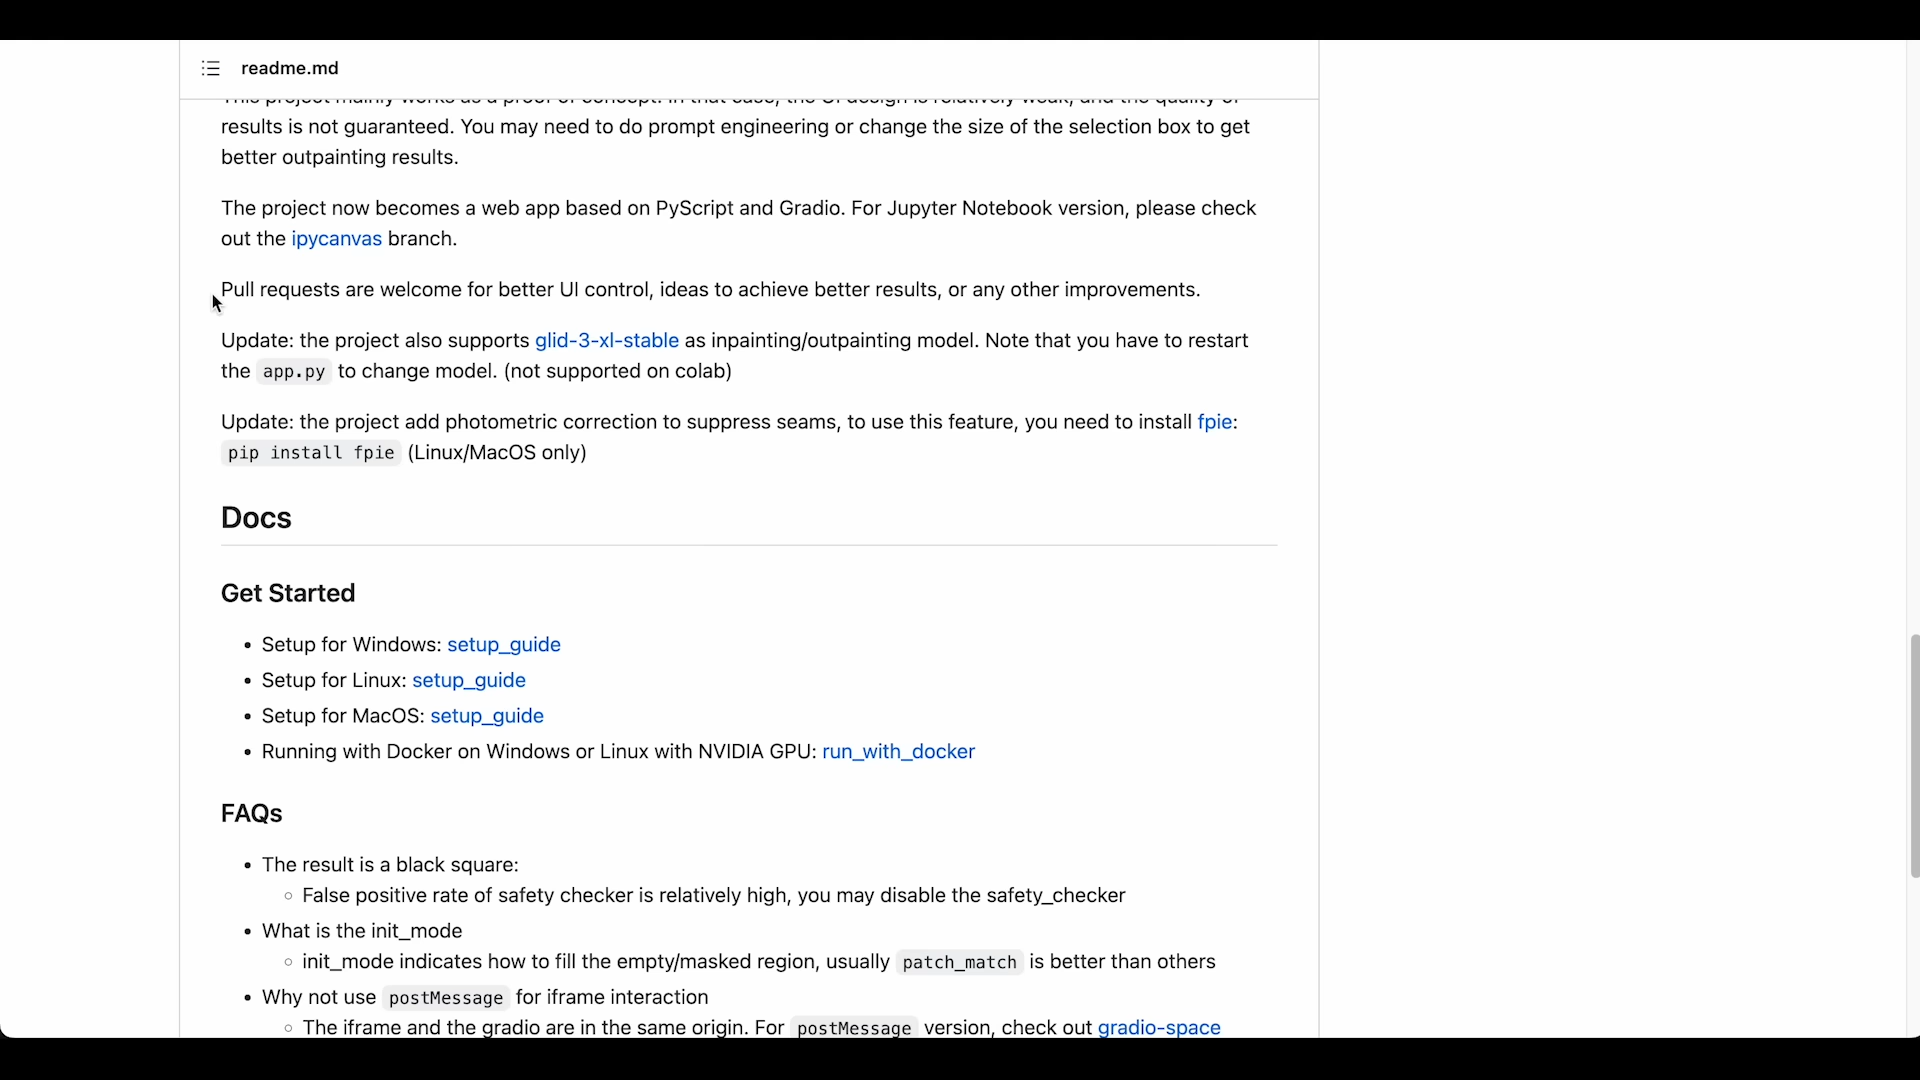 readme.md
This project mainly works as a proof of concept. In that case, the UI design is relatively weak, and the quality of
results is not guaranteed. You may need to do prompt engineering or change the size of the selection box to get
better outpainting results.
The project now becomes a web app based on PyScript and Gradio. For Jupyter Notebook version, please check
out the ipycanvas branch.
Pull requests are welcome for better UI control, ideas to achieve better results, or any other improvements.
Update: the project also supports glid-3-xl-stable as inpainting/outpainting model. Note that you have to restart
the app.py to change model. (not supported on colab)
Update: the project add photometric correction to suppress seams, to use this feature, you need to install fpie:
pip install fpie (Linux/MacOS only)
Docs
Get Started
• Setup for Windows: setup_guide
• Setup for Linux: setup_guide
• Setup for MacOS: setup_guide
• Running with Docker on Windows or Linux with NVIDIA GPU: run_with_docker
FAQs
• The result is a black square:
◦ False positive rate of safety checker is relatively high, you may disable the safety_checker
• What is the init_mode
◦ init_mode indicates how to fill the empty/masked region, usually patch_match is better than others
• Why not use postMessage for iframe interaction
◦ The iframe and the gradio are in the same origin. For postMessage version, check out gradio-space